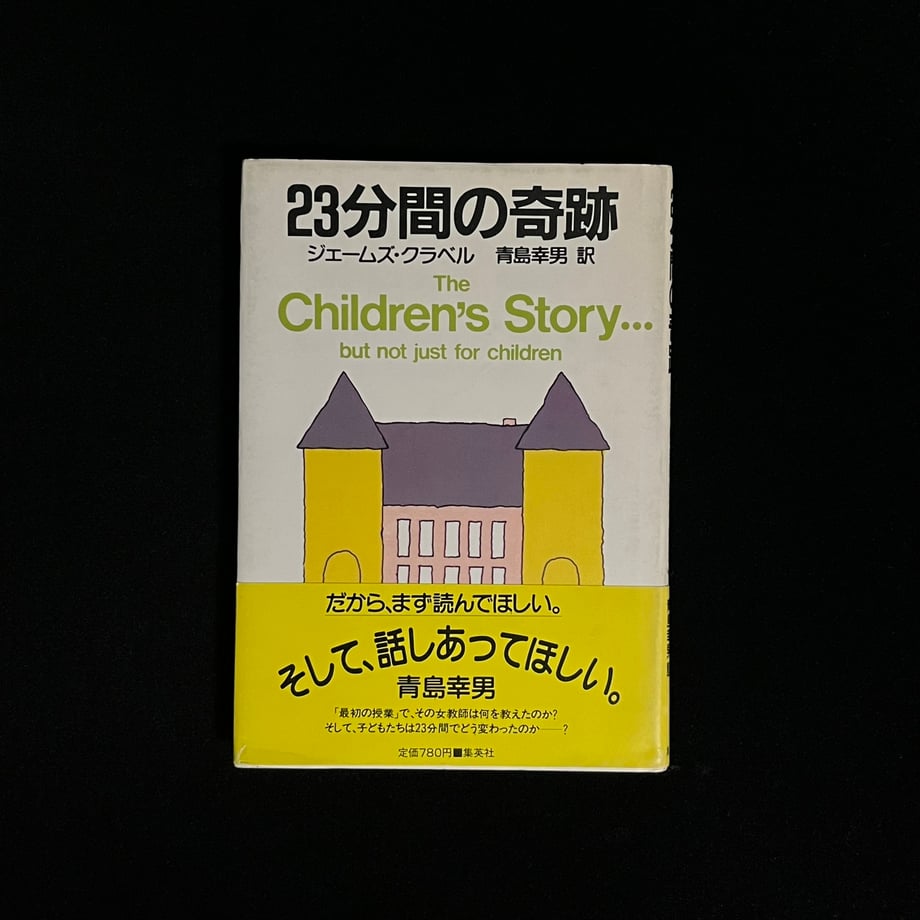 23分間の奇跡
ジェームズ・クラベル 青島幸男 訳
The
Children's Story...
but not just for children
だから、まず読んでほしい。
そして、話しあってほしい。
青島幸男
「最初の授業」で、その女教師は何を教えたのか?
そして、子どもたちは23分間でどう変わったのか——?
定価780円■集英社